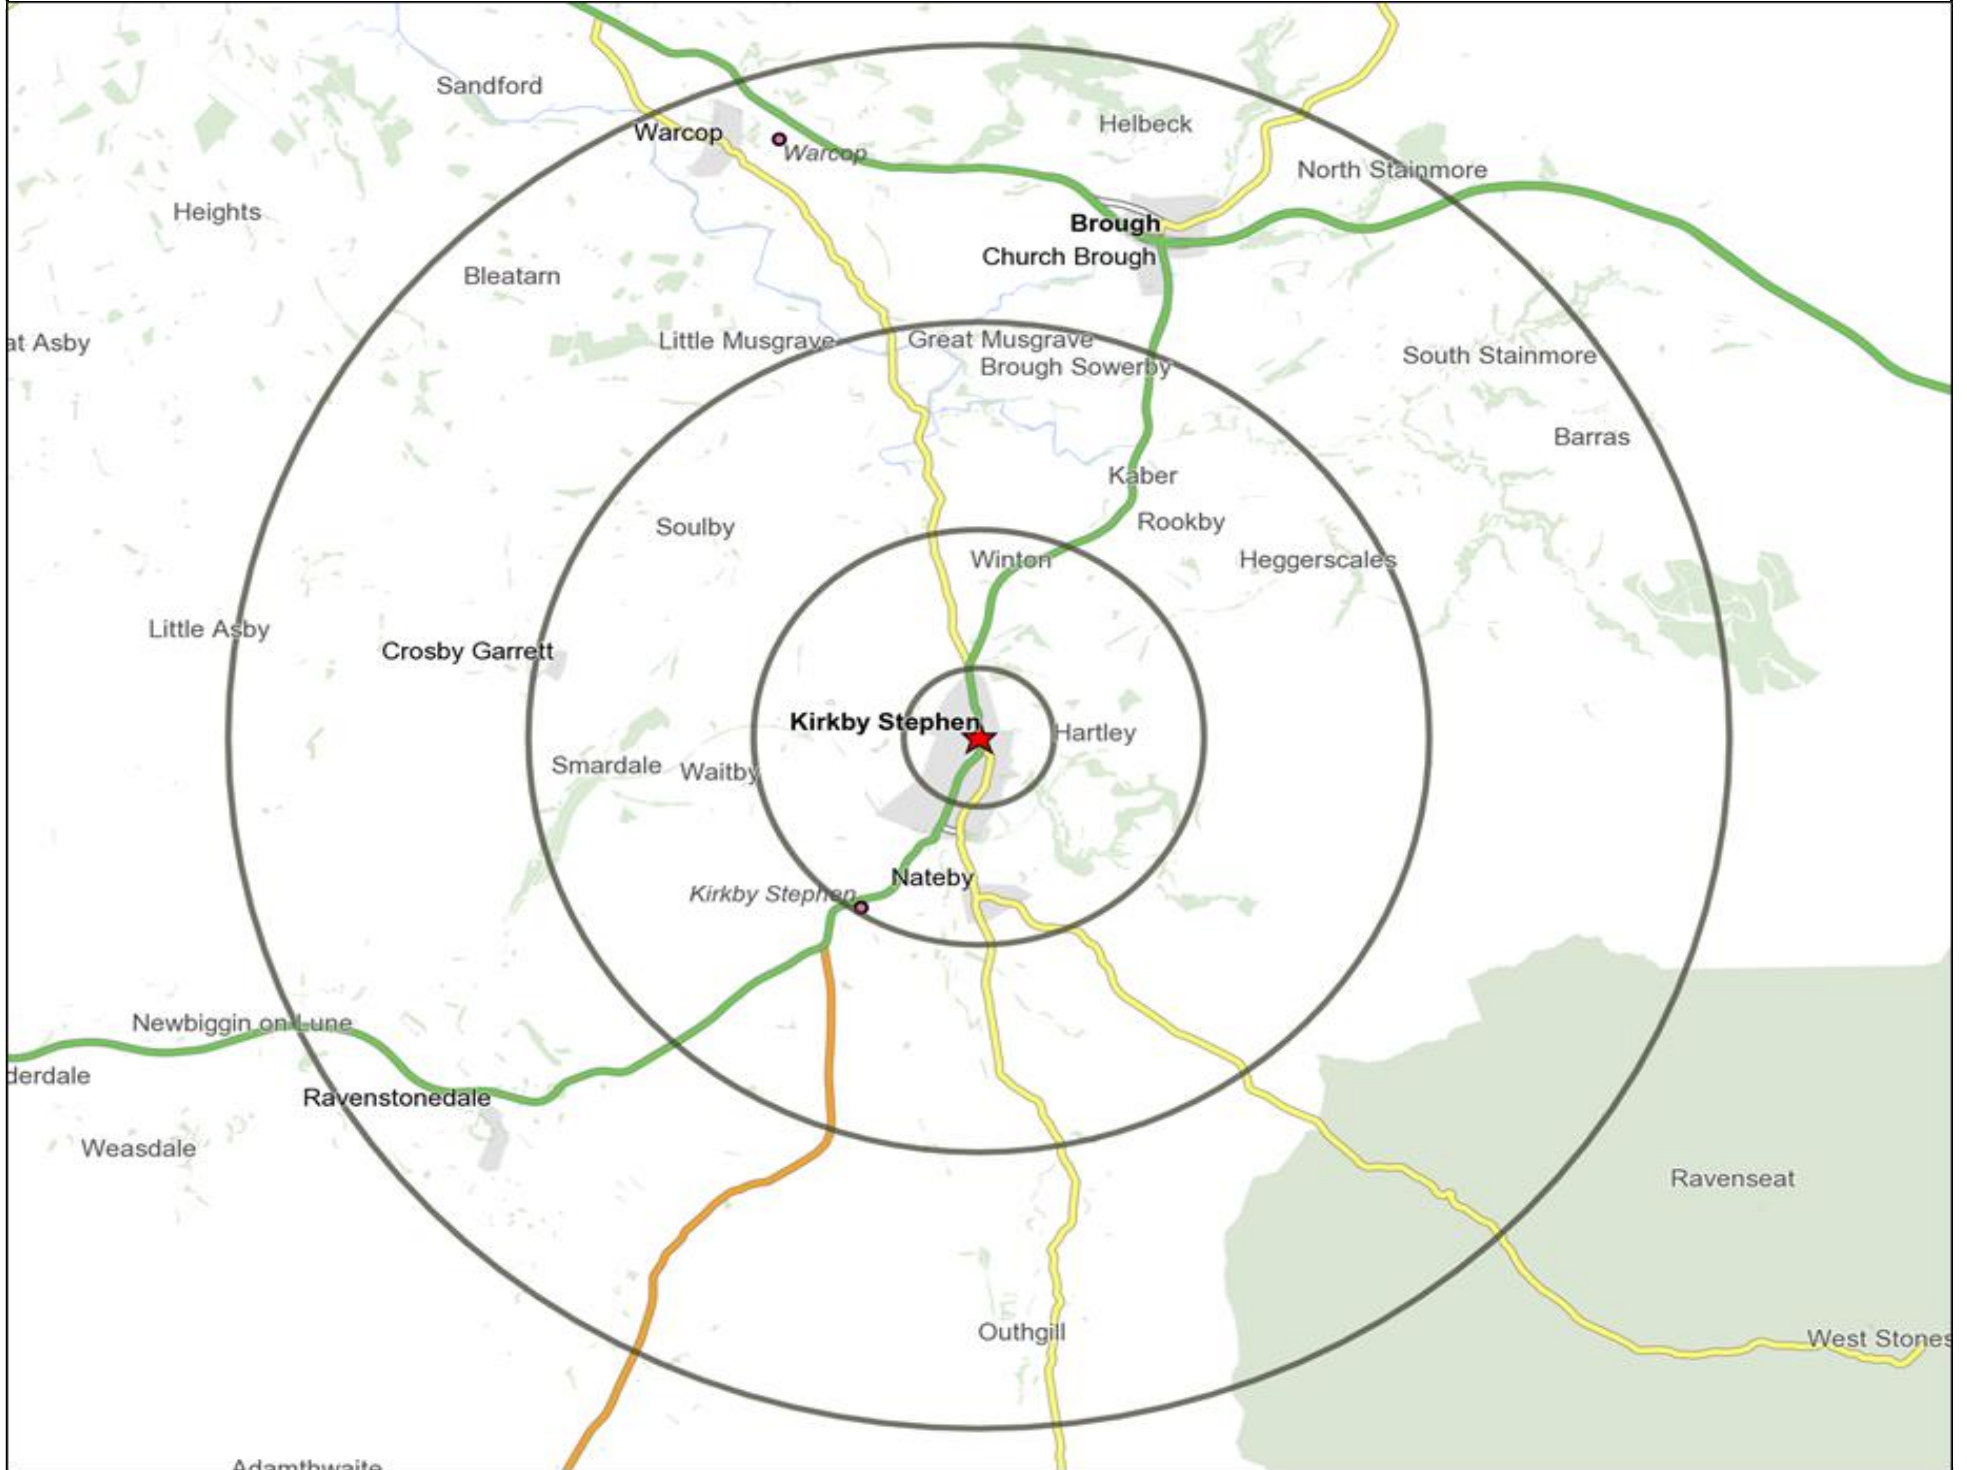 Sandford
Helbeck
Warcop
Warcop
North Stainmore
Heights
Brough
Church Brough
Bleatarn
at Asby
Little Musgrave
Great Musgrave
Brough Sowerby
South Stainmore
Barras
Kaber
Soulby
Rookby
Winton
Heggerscales
Little Asby
Crosby Garrett
Kirkby Stephen
Hartley
Smardale
Waitby
Nateby
Kirkby Stephen
Newbiggin on Lune
derdale
Ravenstonedale
Weasdale
Ravenseat
Outhgill
West Stones
Adamthwaite